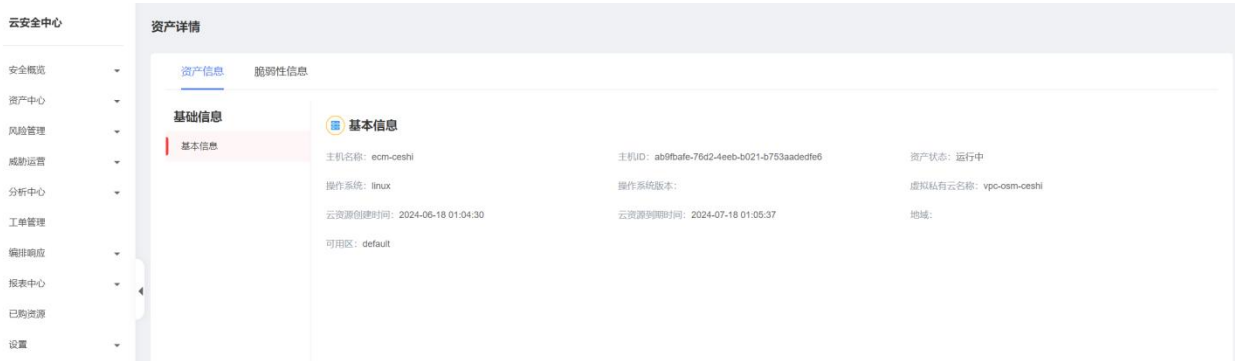 云安全中心
安全概览
资产中心
风险管理
威胁运营
分析中心
工单管理
编排响应
报表中心
已购资源
设置
资产详情
资产信息 脆弱性信息
基础信息
基本信息
基本信息
主机名称：ecm-ceshi 主机ID：ab9fbafe-76d2-4eeb-b021-b753aadedfe6 资产状态：运行中
操作系统：linux 操作系统版本： 虚拟私有云名称：vpc-osm-ceshi
云资源创建时间：2024-06-18 01:04:30 云资源到期时间：2024-07-18 01:05:37 地域：
可用区：default